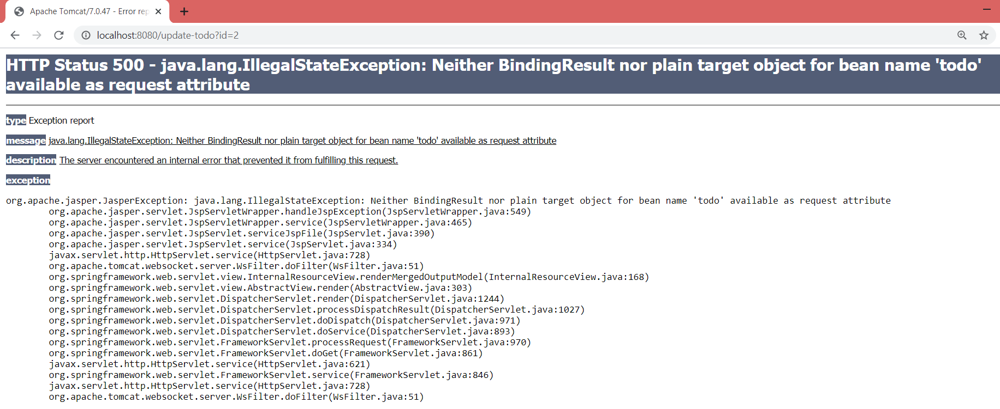 Apache Tomcat/7.0.47 - Error rep
localhost:8080/update-todo?id=2
HTTP Status 500 - java.lang.IllegalStateException: Neither BindingResult nor plain target object for bean name 'todo'
available as request attribute
type Exception report
message java.lang.IllegalStateException: Neither BindingResult nor plain target object for bean name 'todo' available as request attribute
description The server encountered an internal error that prevented it from fulfilling this request.
exception
org.apache.jasper.JasperException: java.lang.IllegalStateException: Neither BindingResult nor plain target object for bean name 'todo' available as request attribute
org.apache.jasper.servlet.JspServletWrapper.handleJspException(JspServletWrapper.java:549)
org.apache.jasper.servlet.JspServletWrapper.service(JspServletWrapper.java:465)
org.apache.jasper.servlet.JspServlet.serviceJspFile(JspServlet.java:390)
org.apache.jasper.servlet.JspServlet.service(JspServlet.java:334)
javax.servlet.http.HttpServlet.service(HttpServlet.java:728)
org.apache.tomcat.websocket.server.WsFilter.doFilter(WsFilter.java:51)
org.springframework.web.servlet.view.InternalResourceView.renderMergedOutputModel(InternalResourceView.java:168)
org.springframework.web.servlet.view.AbstractView.render(AbstractView.java:303)
org.springframework.web.servlet.DispatcherServlet.render(DispatcherServlet.java:1244)
org.springframework.web.servlet.DispatcherServlet.processDispatchResult(DispatcherServlet.java:1027)
org.springframework.web.servlet.DispatcherServlet.doDispatch(DispatcherServlet.java:971)
org.springframework.web.servlet.DispatcherServlet.doService(DispatcherServlet.java:893)
org.springframework.web.servlet.FrameworkServlet.processRequest(FrameworkServlet.java:970)
org.springframework.web.servlet.FrameworkServlet.doGet(FrameworkServlet.java:861)
javax.servlet.http.HttpServlet.service(HttpServlet.java:621)
org.springframework.web.servlet.FrameworkServlet.service(FrameworkServlet.java:846)
javax.servlet.http.HttpServlet.service(HttpServlet.java:728)
org.apache.tomcat.websocket.server.WsFilter.doFilter(WsFilter.java:51)